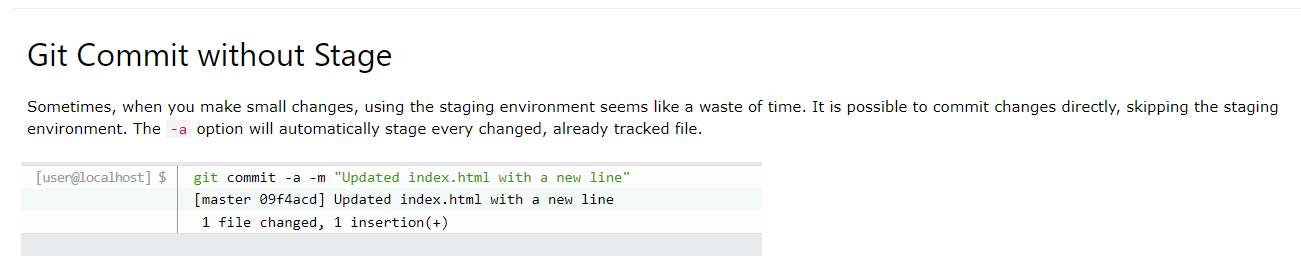 Git Commit without Stage
Sometimes, when you make small changes, using the staging environment seems like a waste of time. It is possible to commit changes directly, skipping the staging
environment. The -a option will automatically stage every changed, already tracked file.
[user@localhost] $ git commit -a -m "Updated index.html with a new line"
[master 09f4acd] Updated index.html with a new line
1 file changed, 1 insertion(+)